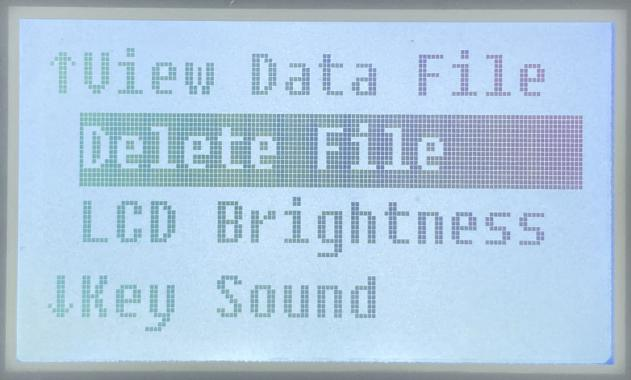 ↑View Data File
Delete File
LCD Brightness
↓Key Sound